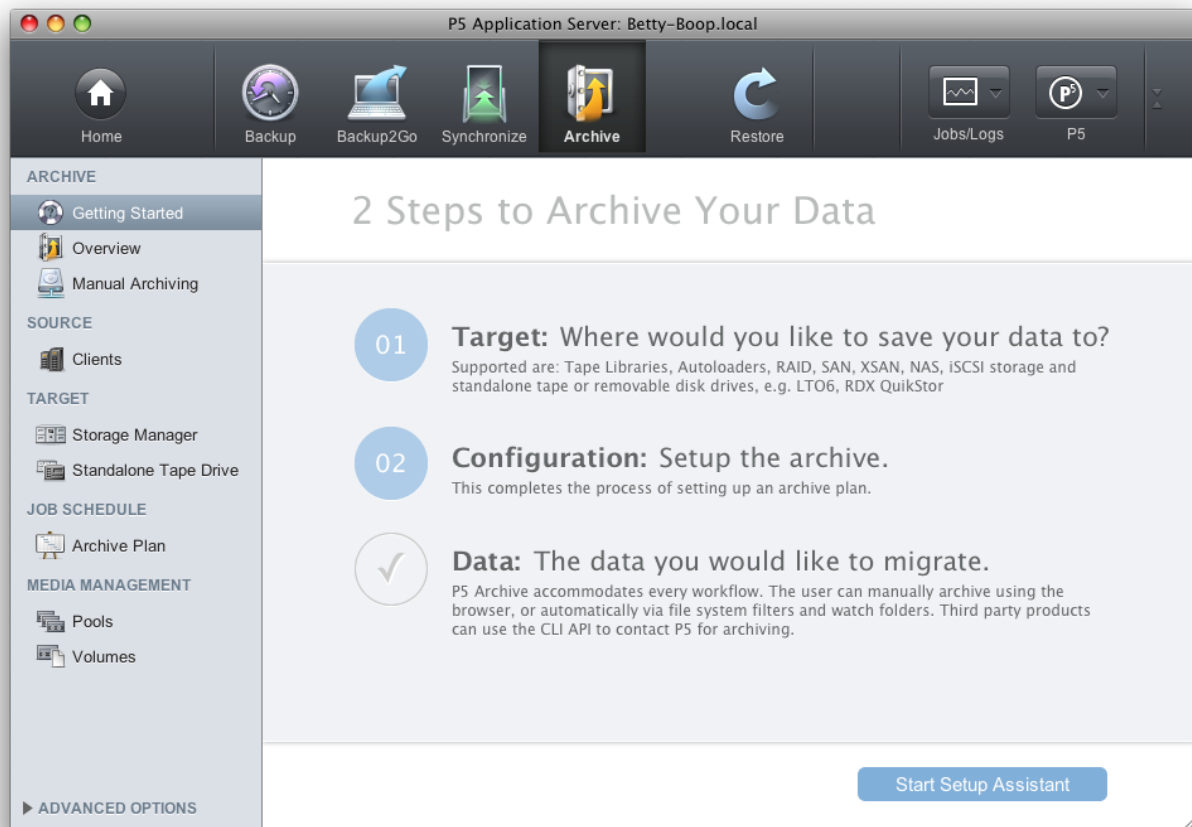 P5 Application Server: Betty-Boop.local
Home
Backup
Backup2Go
Synchronize
Archive
Restore
Jobs/Logs
P5
P5
ARCHIVE
Getting Started
Overview
Manual Archiving
SOURCE
Clients
TARGET
Storage Manager
Standalone Tape Drive
JOB SCHEDULE
Archive Plan
MEDIA MANAGEMENT
Pools
Volumes
ADVANCED OPTIONS
2 Steps to Archive Your Data
01
Target: Where would you like to save your data to?
Supported are: Tape Libraries, Autoloaders, RAID, SAN, XSAN, NAS, iSCSI storage and
standalone tape or removable disk drives, e.g. LTO6, RDX QuikStor
02
Configuration: Setup the archive.
This completes the process of setting up an archive plan.
Data: The data you would like to migrate.
P5 Archive accommodates every workflow. The user can manually archive using the
browser, or automatically via file system filters and watch folders. Third party products
can use the CLI API to contact P5 for archiving.
Start Setup Assistant